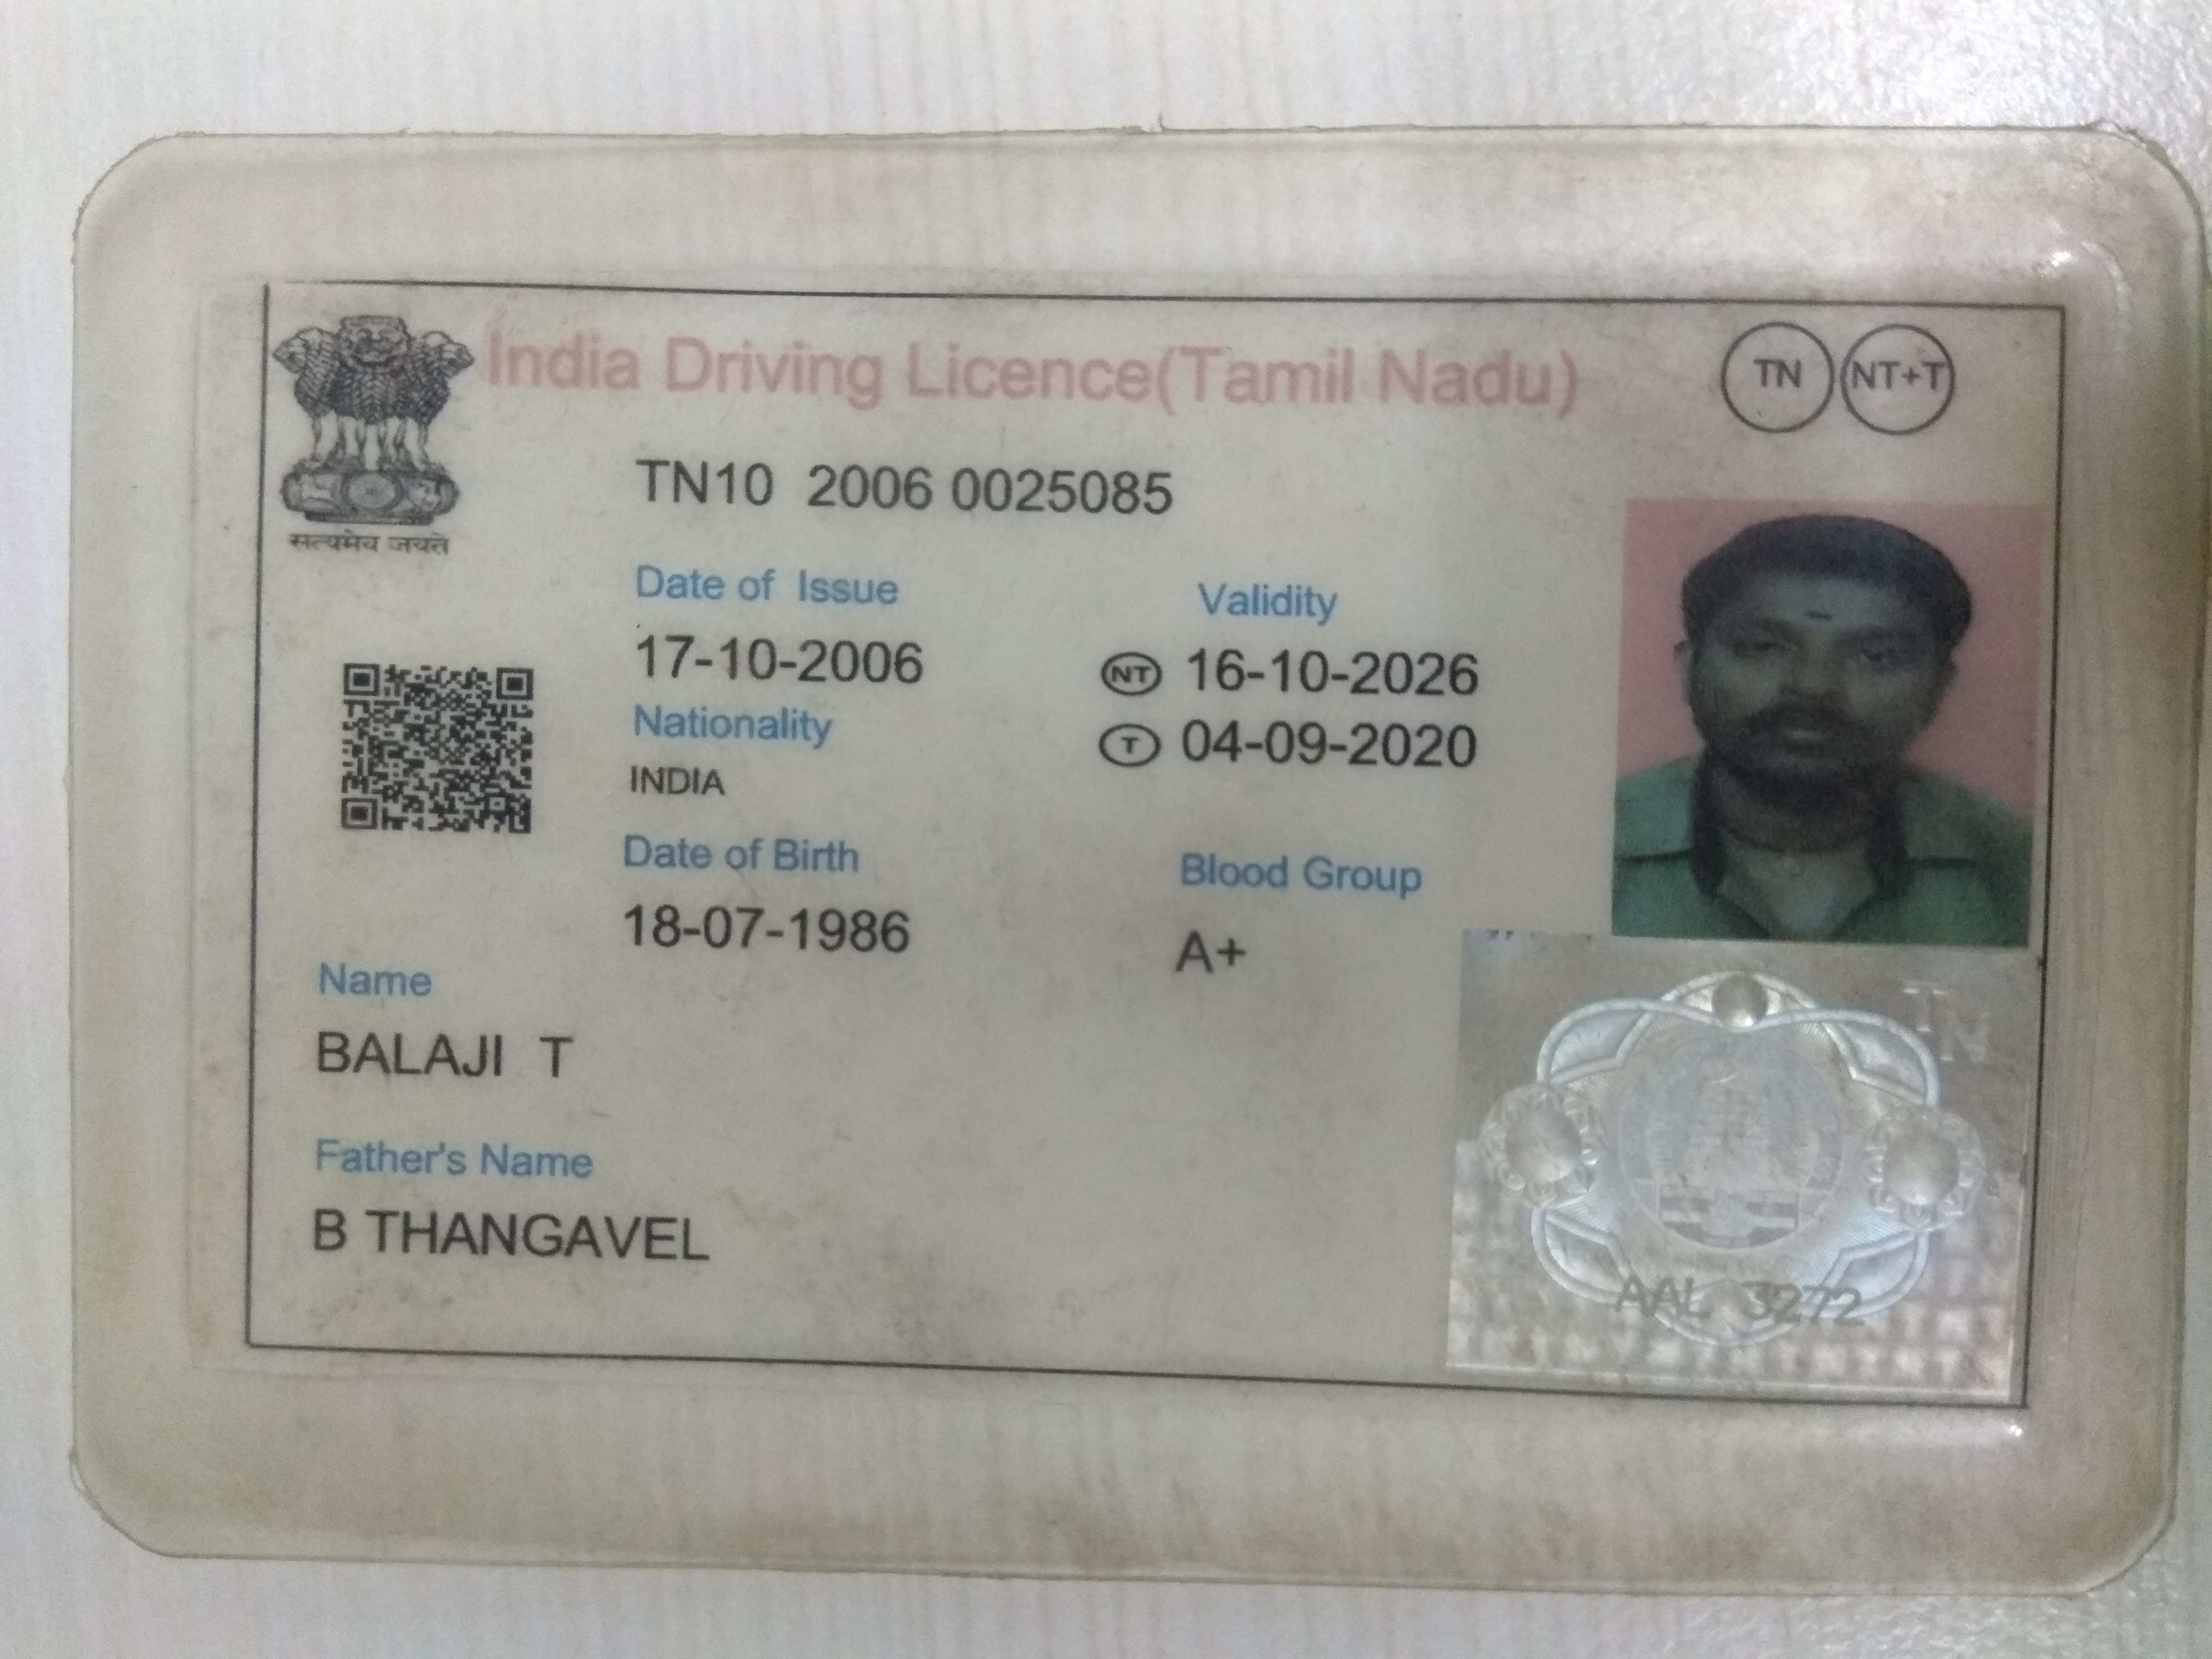 India Driving Licence(Tamil Nadu)
TN
NT+T
सत्यमेव जयते
TN10 2006 0025085
Date of Issue
Validity
17-10-2006
NT 16-10-2026
Nationality
T 04-09-2020
INDIA
Date of Birth
Blood Group
18-07-1986
A+
Name
BALAJI T
Father's Name
B THANGAVEL
TN
AAL 3272